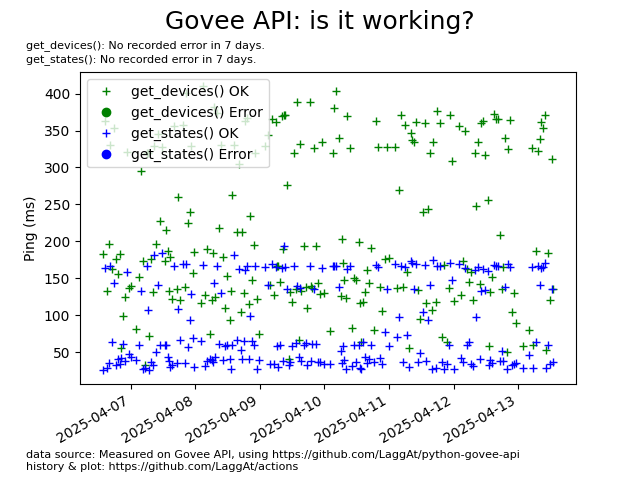 Govee API: is it working?
get_devices(): No recorded error in 7 days.
get_states(): No recorded error in 7 days.
get_devices() OK
get_devices() Error
get_states() OK
get_states() Error
Ping (ms)
400
350
300
250
200
150
100
50
2025-04-07
2025-04-08
2025-04-09
2025-04-10
2025-04-11
2025-04-12
2025-04-13
data source: Measured on Govee API, using https://github.com/LaggAt/python-govee-api
history & plot: https://github.com/LaggAt/actions